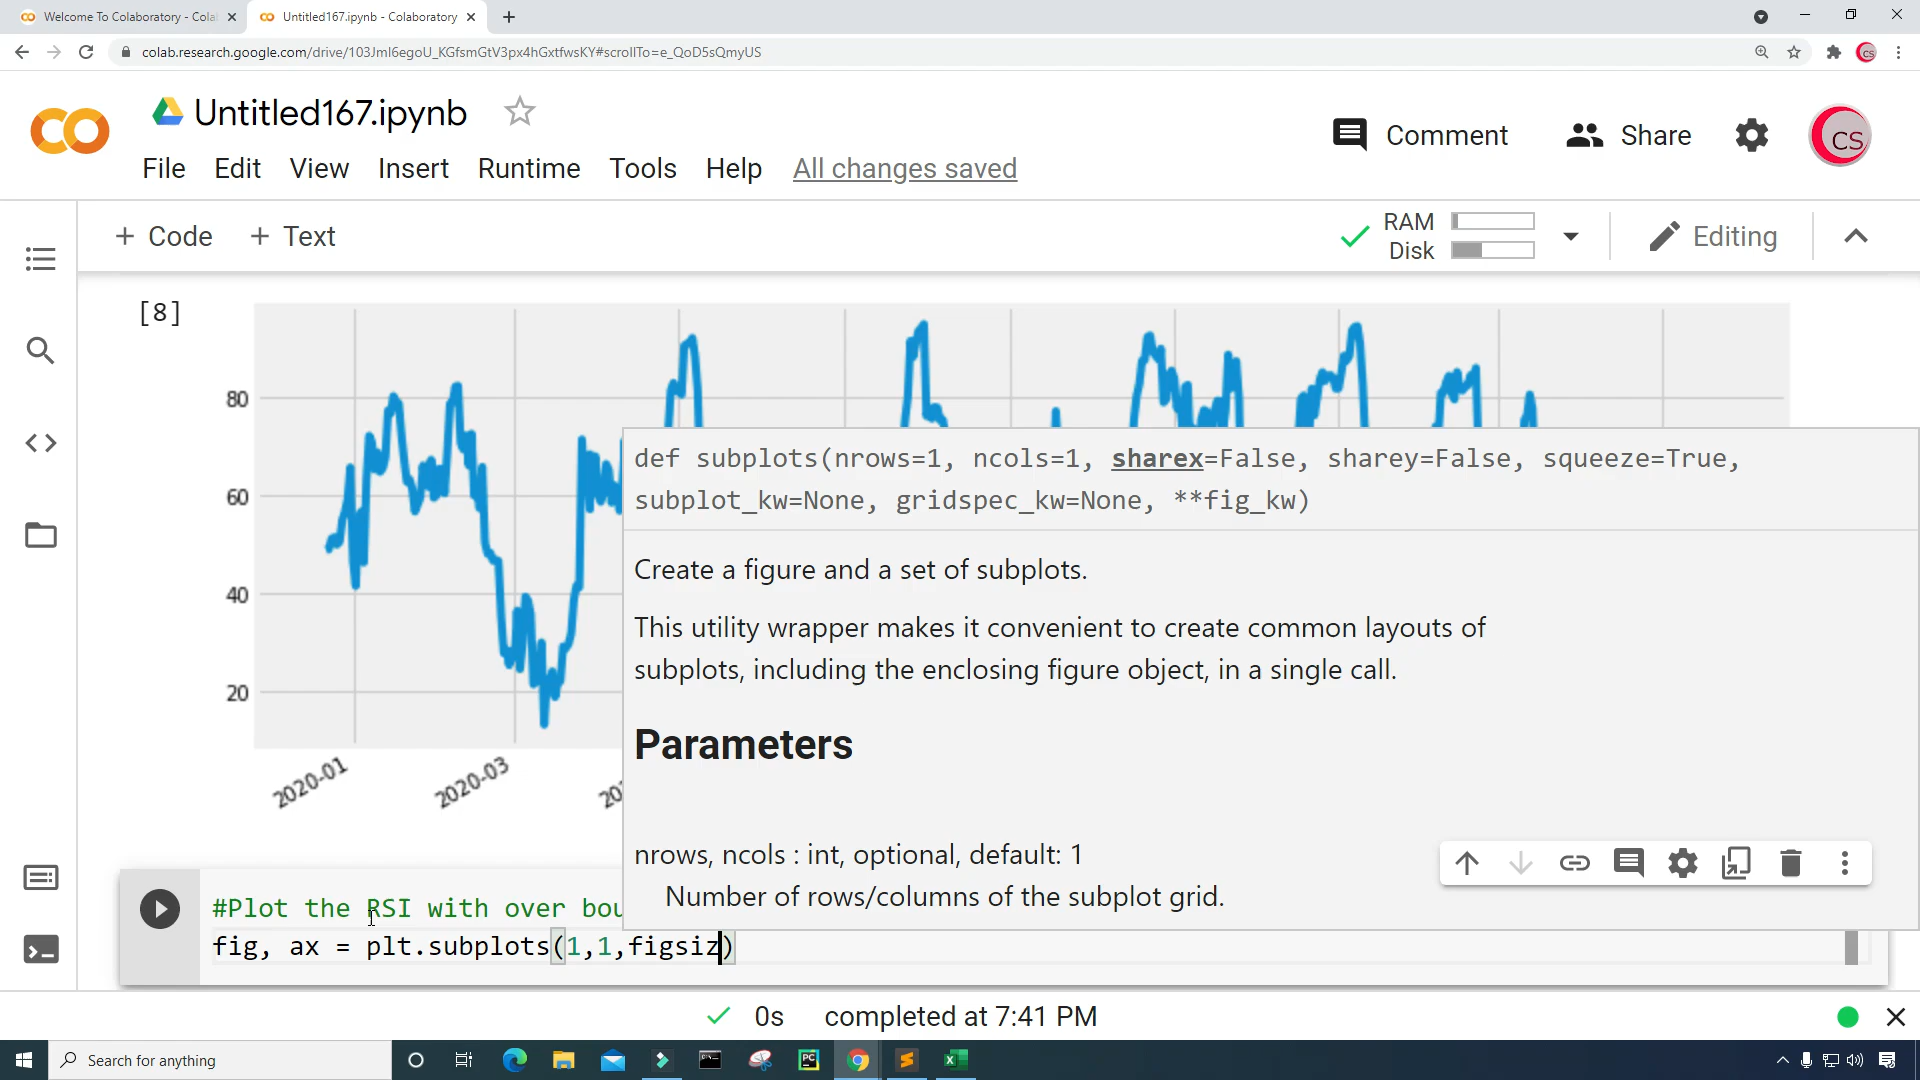 Welcome To Colaboratory - Cola
Untitled167.ipynb - Colaboratory
colab.research.google.com/drive/103Jml6egoU_KGfsmGtV3px4hGxtfwsKY#scrollTo=e_QoD5sQmyUS
CS
Untitled167.ipynb
Comment
Share
CS
File Edit View Insert Runtime Tools Help All changes saved
+ Code + Text
RAM
Disk
Editing
[8]
80
60
40
20
2020-01
2020-03
20
def subplots(nrows=1, ncols=1, sharex=False, sharey=False, squeeze=True,
subplot_kw=None, gridspec_kw=None, **fig_kw)
Create a figure and a set of subplots.
This utility wrapper makes it convenient to create common layouts of
subplots, including the enclosing figure object, in a single call.
Parameters
nrows, ncols : int, optional, default: 1
Number of rows/columns of the subplot grid.
#Plot the RSI with over bou
fig, ax = plt.subplots(1,1,figsiz)
0s completed at 7:41 PM
Search for anything
PC